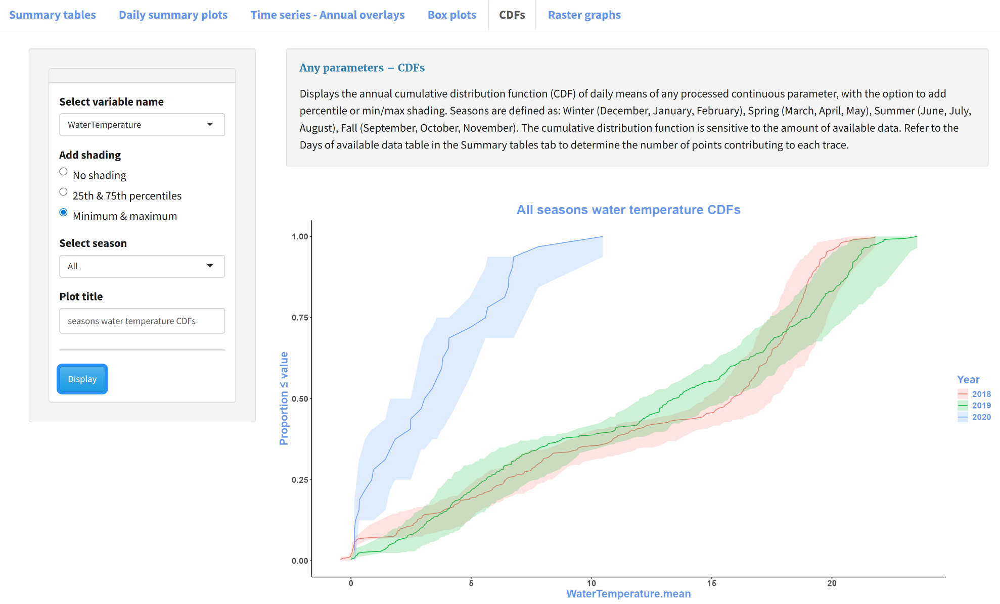 Summary tables
Daily summary plots
Time series - Annual overlays
Box plots
CDFs
Raster graphs
Select variable name
WaterTemperature
Add shading
No shading
25th & 75th percentiles
Minimum & maximum
Select season
All
Plot title
seasons water temperature CDFs
Display
Any parameters – CDFs
Displays the annual cumulative distribution function (CDF) of daily means of any processed continuous parameter, with the option to add
percentile or min/max shading. Seasons are defined as: Winter (December, January, February), Spring (March, April, May), Summer (June, July,
August), Fall (September, October, November). The cumulative distribution function is sensitive to the amount of available data. Refer to the
Days of available data table in the Summary tables tab to determine the number of points contributing to each trace.
All seasons water temperature CDFs
Proportion ≤ value
1.00
0.75
0.50
0.25
0.00
0
5
10
15
20
WaterTemperature.mean
Year
2018
2019
2020